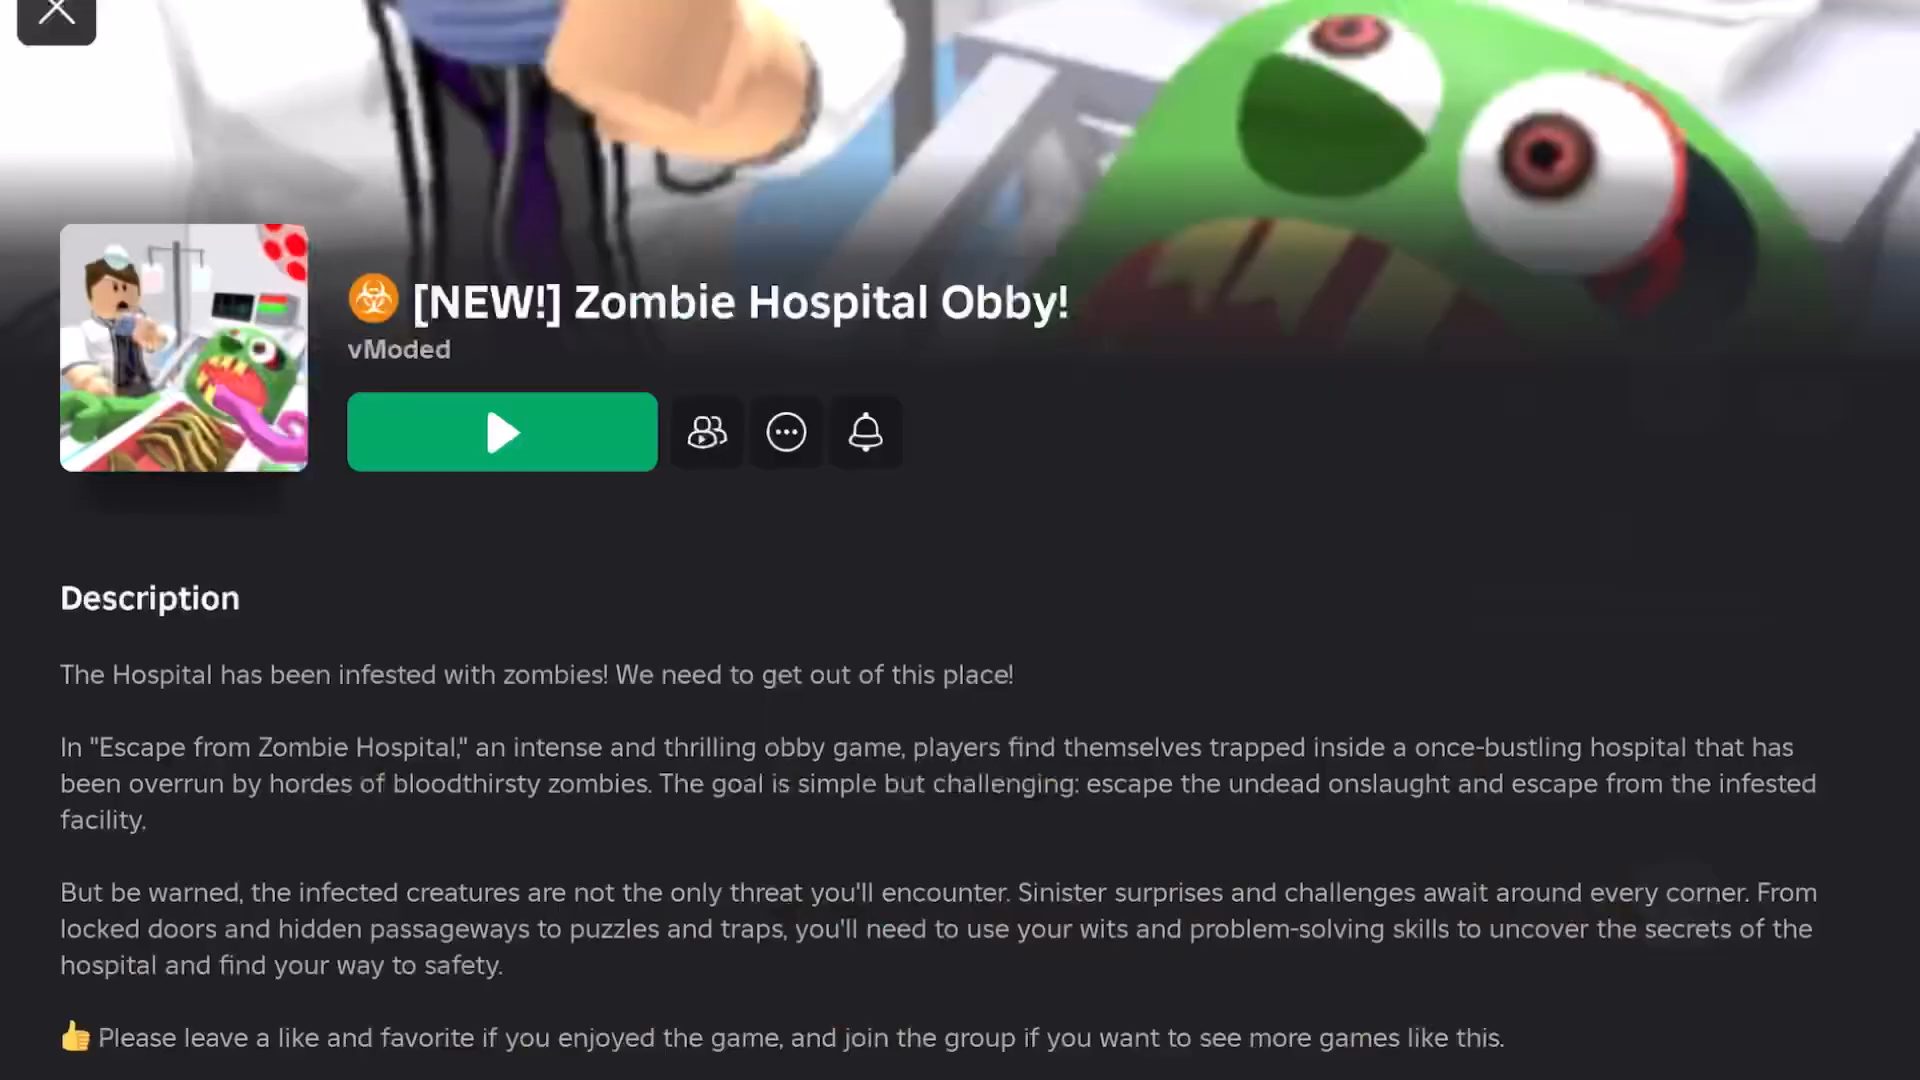 [NEW!] Zombie Hospital Obby!
vModed
Description
The Hospital has been infested with zombies! We need to get out of this place!
In "Escape from Zombie Hospital," an intense and thrilling obby game, players find themselves trapped inside a once-bustling hospital that has
been overrun by hordes of bloodthirsty zombies. The goal is simple but challenging: escape the undead onslaught and escape from the infested
facility.
But be warned, the infected creatures are not the only threat you'll encounter. Sinister surprises and challenges await around every corner. From
locked doors and hidden passageways to puzzles and traps, you'll need to use your wits and problem-solving skills to uncover the secrets of the
hospital and find your way to safety.
👍 Please leave a like and favorite if you enjoyed the game, and join the group if you want to see more games like this.